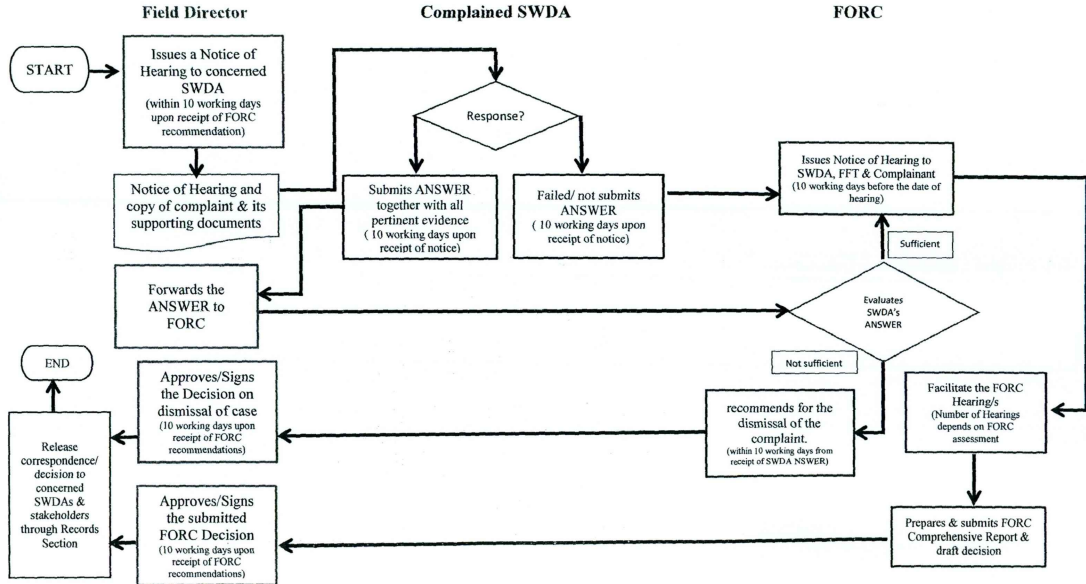 Field Director
Complained SWDA
FORC
START
Issues a Notice of
Hearing to concerned
SWDA
(within 10 working days
upon receipt of FORC
recommendation)
Notice of Hearing and
copy of complaint & its
supporting documents
Response?
Submits ANSWER
together with all
pertinent evidence
( 10 working days upon
receipt of notice)
Failed/ not submits
ANSWER
( 10 working days upon
receipt of notice)
Issues Notice of Hearing to
SWDA, FFT & Complainant
(10 working days before the date of
hearing)
Sufficient
Forwards the
ANSWER to
FORC
Evaluates
SWDA's
ANSWER
Not sufficient
END
Approves/Signs
the Decision on
dismissal of case
(10 working days upon
receipt of FORC
recommendations)
recommends for the
dismissal of the
complaint.
(within 10 working days from
receipt of SWDA NSWER)
Facilitate the FORC
Hearing/s
(Number of Hearings
depends on FORC
assessment
Release
correspondence/
decision to
concerned
SWDAs &
stakeholders
through Records
Section
Approves/Signs
the submitted
FORC Decision
(10 working days upon
receipt of FORC
recommendations)
Prepares & submits FORC
Comprehensive Report &
draft decision